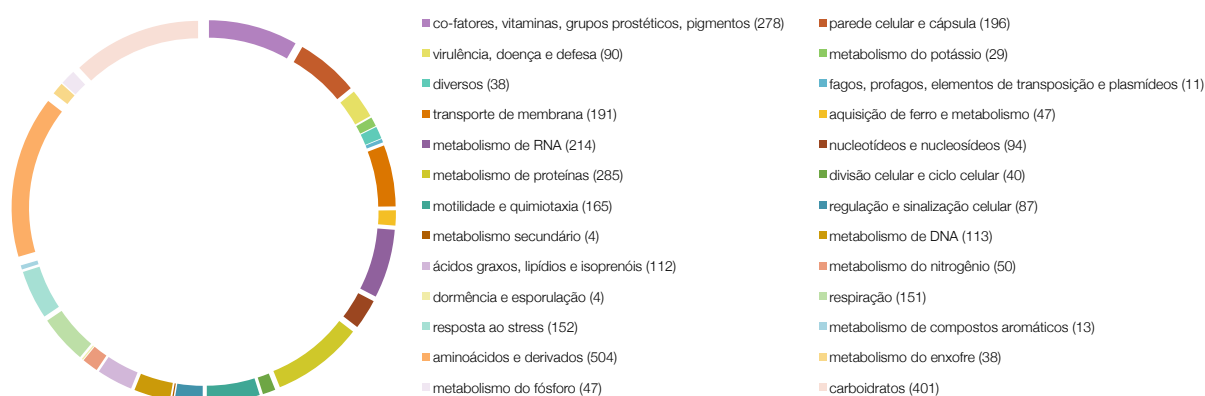 co-fatores, vitaminas, grupos prostéticos, pigmentos (278)
virulência, doença e defesa (90)
diversos (38)
transporte de membrana (191)
metabolismo de RNA (214)
metabolismo de proteínas (285)
motilidade e quimiotaxia (165)
metabolismo secundário (4)
ácidos graxos, lipídios e isoprenóis (112)
dormência e esporulação (4)
resposta ao stress (152)
aminoácidos e derivados (504)
metabolismo do fósforo (47)
parede celular e cápsula (196)
metabolismo do potássio (29)
fagos, profagos, elementos de transposição e plasmídeos (11)
aquisição de ferro e metabolismo (47)
nucleotídeos e nucleosídeos (94)
divisão celular e ciclo celular (40)
regulação e sinalização celular (87)
metabolismo de DNA (113)
metabolismo do nitrogênio (50)
respiração (151)
metabolismo de compostos aromáticos (13)
metabolismo do enxofre (38)
carboidratos (401)